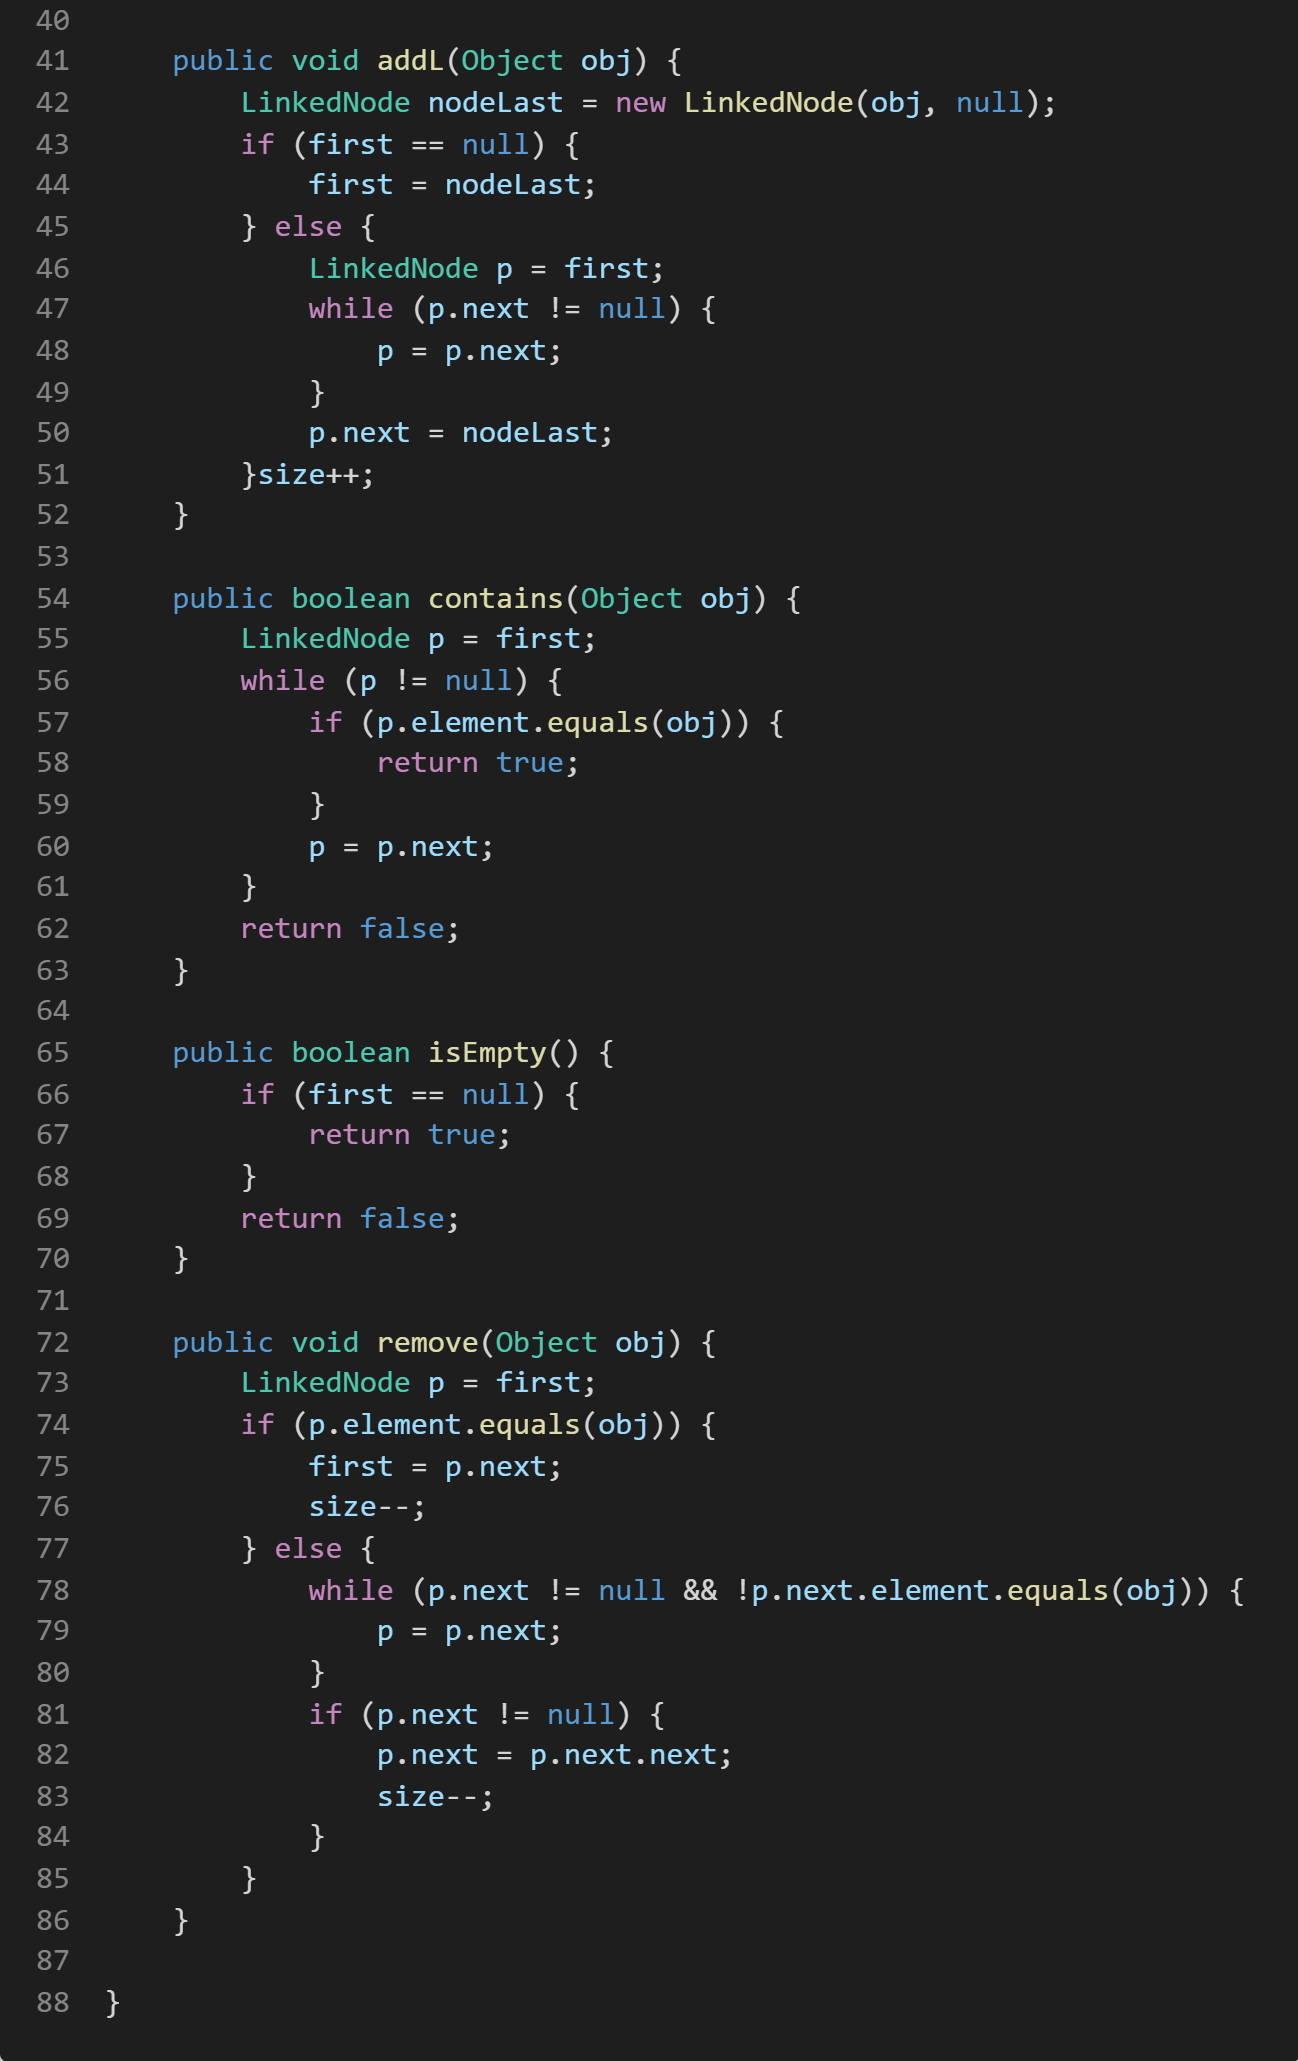 40
41 public void addL(Object obj) {
42 LinkedNode nodeLast = new LinkedNode(obj, null);
43 if (first == null) {
44 first = nodeLast;
45 } else {
46 LinkedNode p = first;
47 while (p.next != null) {
48 p = p.next;
49 }
50 p.next = nodeLast;
51 }size++;
52 }
53
54 public boolean contains(Object obj) {
55 LinkedNode p = first;
56 while (p != null) {
57 if (p.element.equals(obj)) {
58 return true;
59 }
60 p = p.next;
61 }
62 return false;
63 }
64
65 public boolean isEmpty() {
66 if (first == null) {
67 return true;
68 }
69 return false;
70 }
71
72 public void remove(Object obj) {
73 LinkedNode p = first;
74 if (p.element.equals(obj)) {
75 first = p.next;
76 size--;
77 } else {
78 while (p.next != null && !p.next.element.equals(obj)) {
79 p = p.next;
80 }
81 if (p.next != null) {
82 p.next = p.next.next;
83 size--;
84 }
85 }
86 }
87
88 }